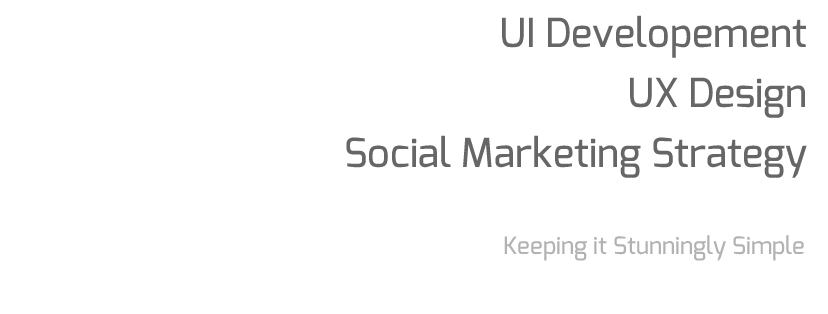 UI Developement
UX Design
Social Marketing Strategy
Keeping it Stunningly Simple